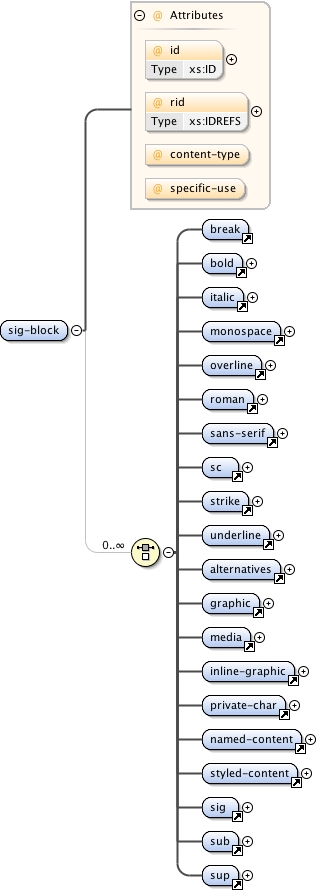 Attributes
@ id
Type xs:ID
@ rid
Type xs:IDREFS
@ content-type
@ specific-use
sig-block
0..∞
break
bold
italic
monospace
overline
roman
sans-serif
sc
strike
underline
alternatives
graphic
media
inline-graphic
private-char
named-content
styled-content
sig
sub
sup